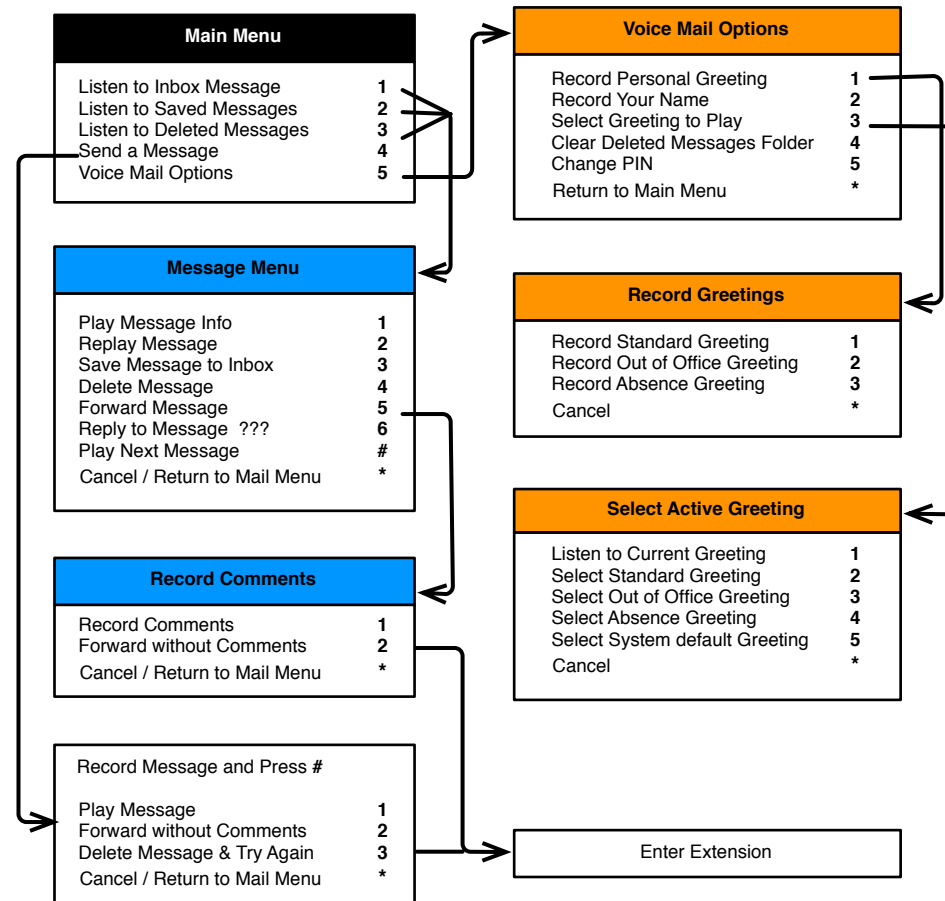 Main Menu
Listen to Inbox Message 1
Listen to Saved Messages 2
Listen to Deleted Messages 3
Send a Message 4
Voice Mail Options 5
Message Menu
Play Message Info 1
Replay Message 2
Save Message to Inbox 3
Delete Message 4
Forward Message 5
Reply to Message ??? 6
Play Next Message #
Cancel / Return to Mail Menu *
Record Comments
Record Comments 1
Forward without Comments 2
Cancel / Return to Mail Menu *
Record Message and Press #
Play Message 1
Forward without Comments 2
Delete Message & Try Again 3
Cancel / Return to Mail Menu *
Voice Mail Options
Record Personal Greeting 1
Record Your Name 2
Select Greeting to Play 3
Clear Deleted Messages Folder 4
Change PIN 5
Return to Main Menu *
Record Greetings
Record Standard Greeting 1
Record Out of Office Greeting 2
Record Absence Greeting 3
Cancel *
Select Active Greeting
Listen to Current Greeting 1
Select Standard Greeting 2
Select Out of Office Greeting 3
Select Absence Greeting 4
Select System default Greeting 5
Cancel *
Enter Extension